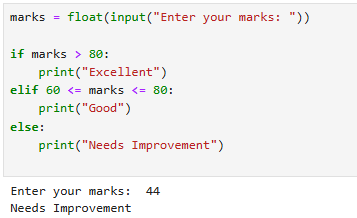 marks = float(input("Enter your marks: "))
if marks > 80:
    print("Excellent")
elif 60 <= marks <= 80:
    print("Good")
else:
    print("Needs Improvement")
Enter your marks:  44
Needs Improvement